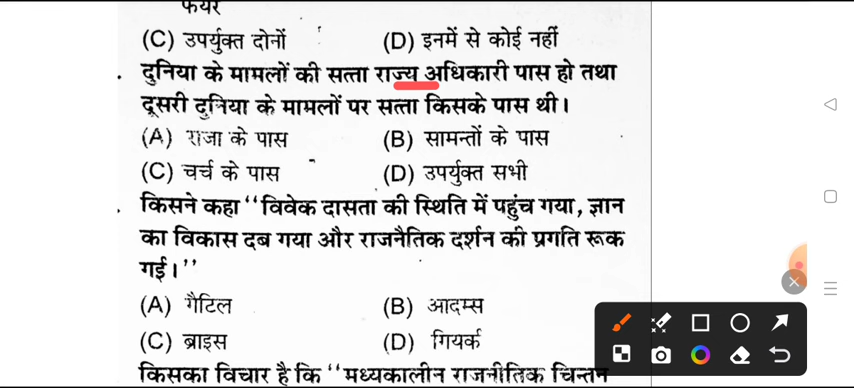 फेयर
(C) उपर्युक्त दोनों (D) इनमें से कोई नहीं
. दुनिया के मामलों की सत्ता राज्य अधिकारी पास हो तथा
दूसरी दुनिया के मामलों पर सत्ता किसके पास थी।
(A) राजा के पास (B) सामन्तों के पास
(C) चर्च के पास (D) उपर्युक्त सभी
. किसने कहा ‘‘विवेक दासता की स्थिति में पहुंच गया, ज्ञान
का विकास दब गया और राजनैतिक दर्शन की प्रगति रूक
गई।’’
(A) गैटिल (B) आदम्स
(C) ब्राइस (D) गियर्क
किसका विचार है कि ‘‘मध्यकालीन राजनीतिक चिन्तन